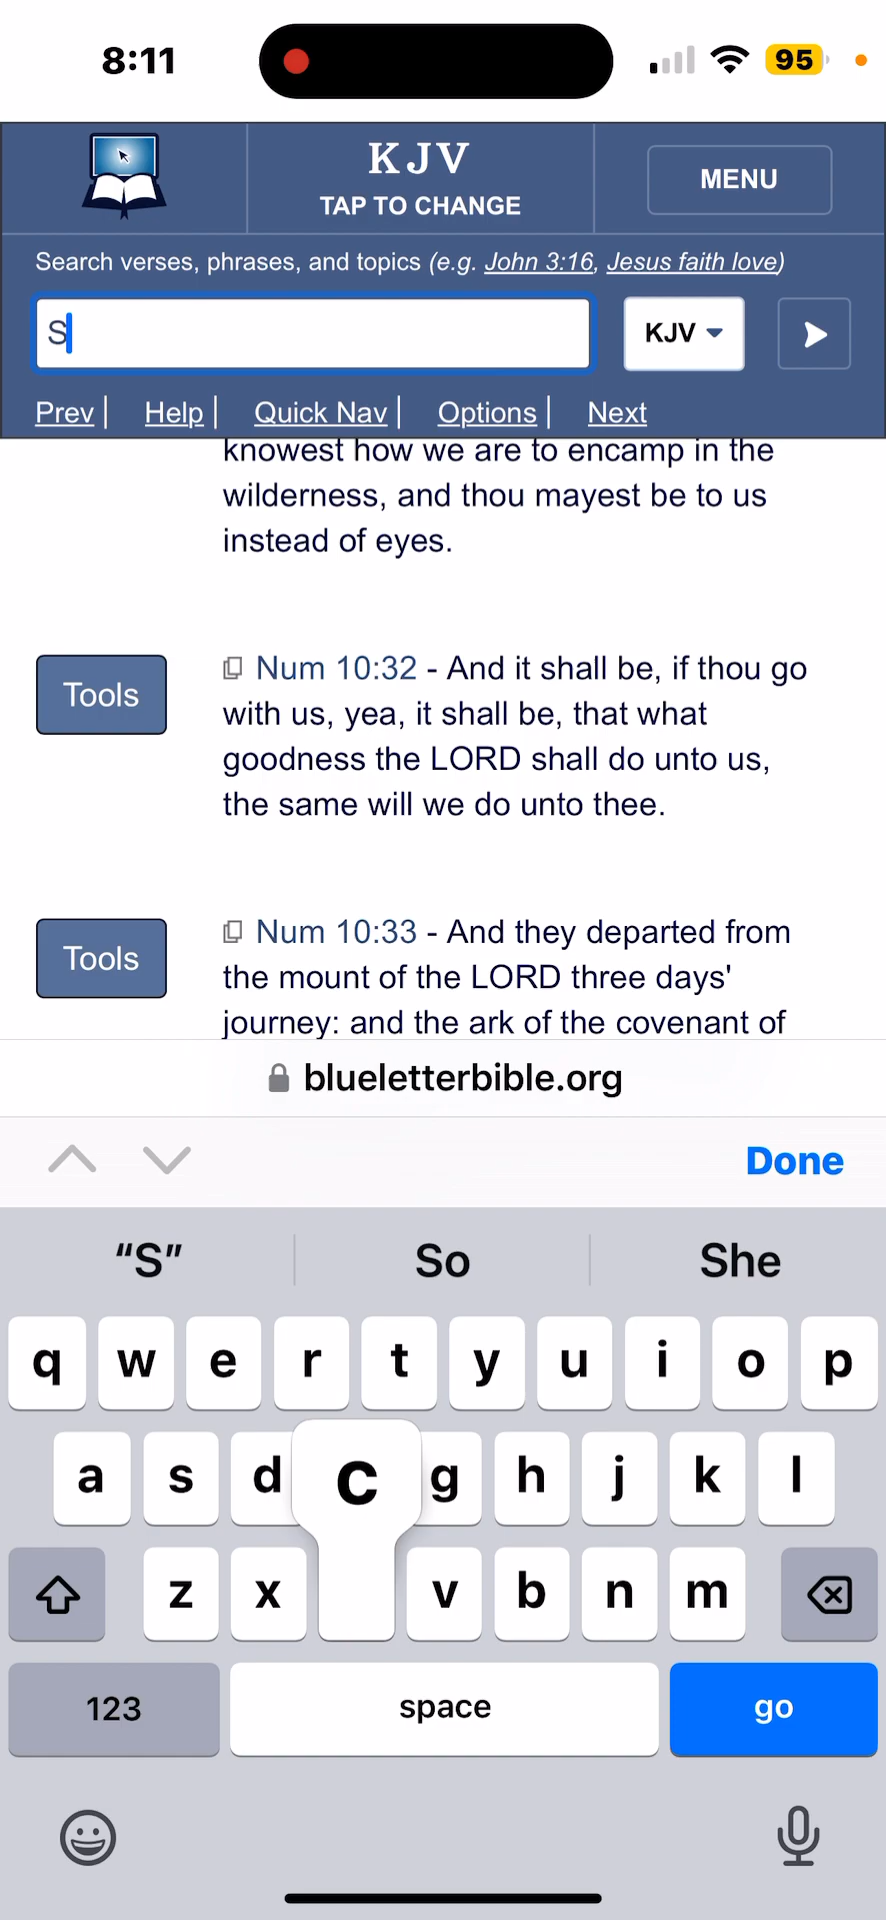 8:11
95
KJV
TAP TO CHANGE
MENU
Search verses, phrases, and topics (e.g. John 3:16, Jesus faith love)
S
KJV
Prev | Help | Quick Nav | Options | Next
knowest how we are to encamp in the
wilderness, and thou mayest be to us
instead of eyes.
Tools
Num 10:32 - And it shall be, if thou go
with us, yea, it shall be, that what
goodness the LORD shall do unto us,
the same will we do unto thee.
Tools
Num 10:33 - And they departed from
the mount of the LORD three days'
journey: and the ark of the covenant of
blueletterbible.org
Done
“S” So She
q w e r t y u i o p
a s d c g h j k l
z x v b n m
123 space go